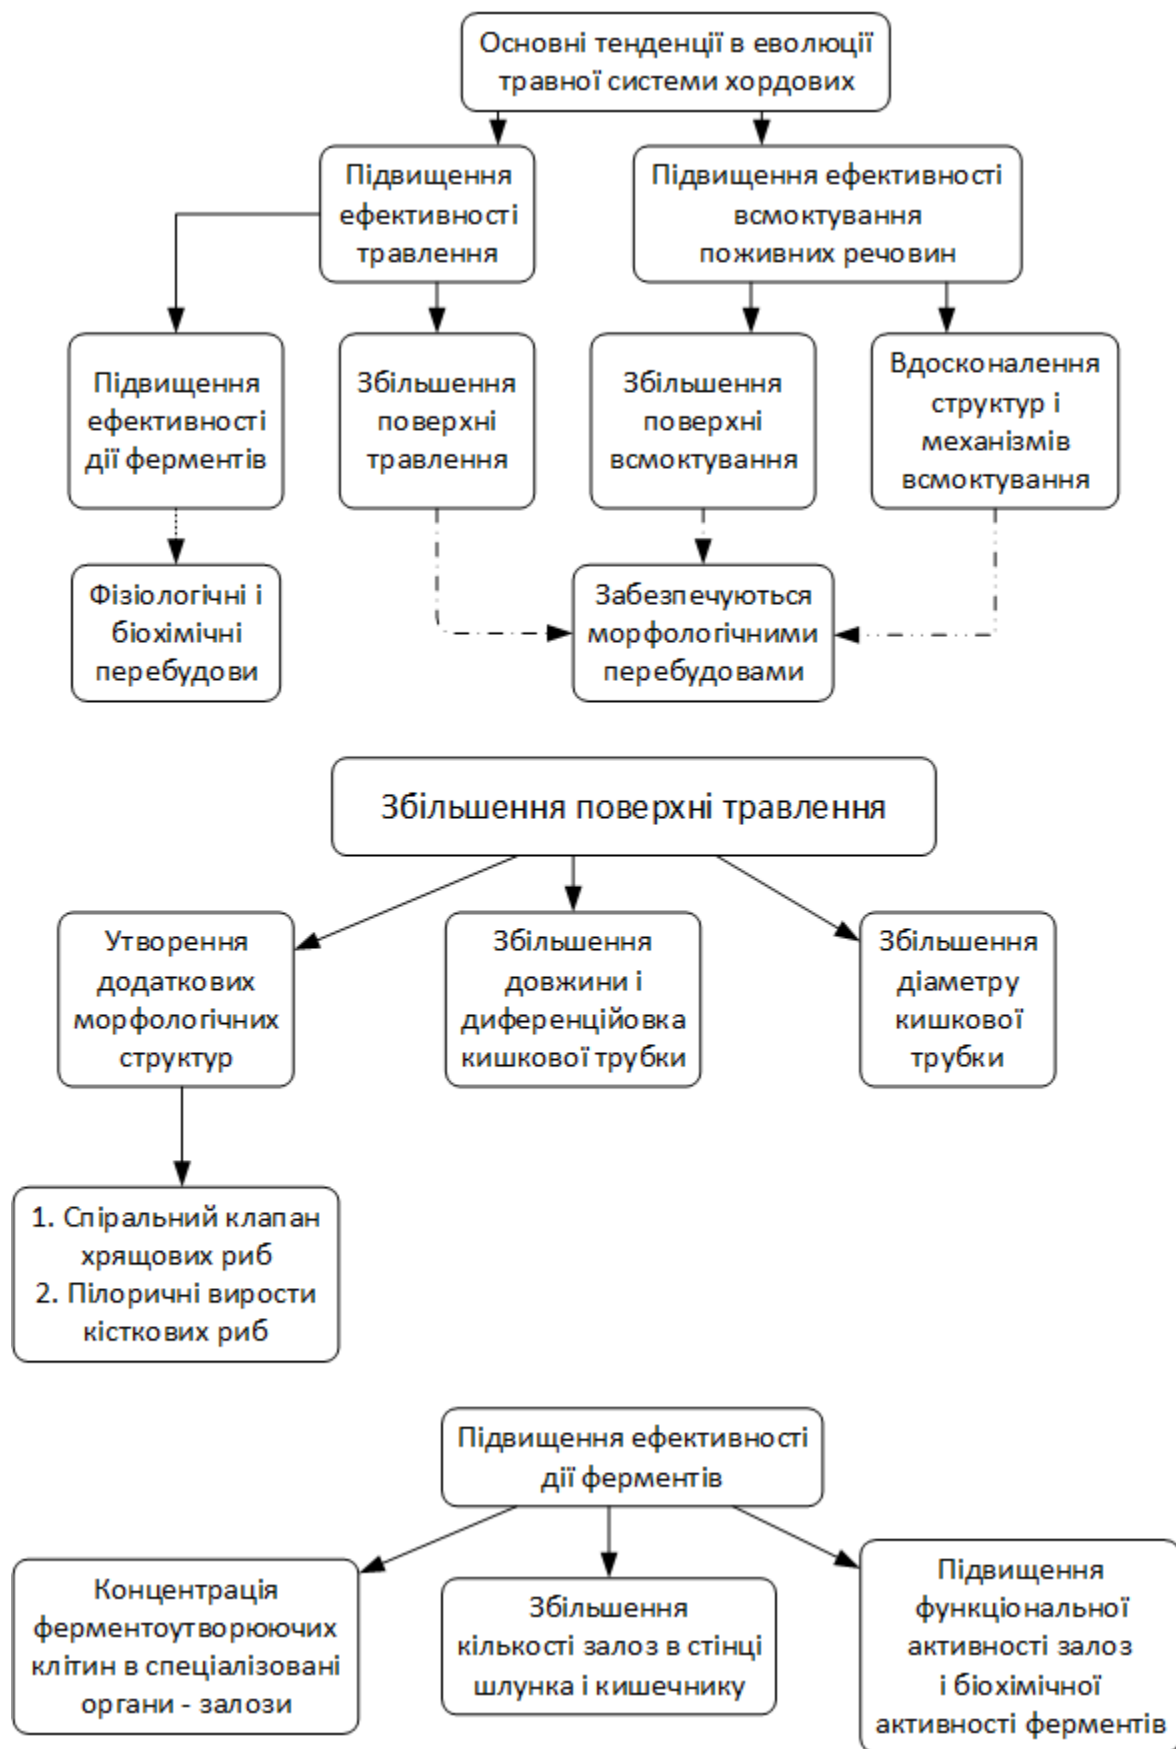 Основні тенденції в еволюції
травної системи хордових
Підвищення
ефективності
травлення
Підвищення ефективності
всмоктування
поживних речовин
Підвищення
ефективності
дії ферментів
Збільшення
поверхні
травлення
Збільшення
поверхні
всмоктування
Вдосконалення
структур і
механізмів
всмоктування
Фізіологічні і
біохімічні
перебудови
Забезпечуються
морфологічними
перебудовами
Збільшення поверхні травлення
Утворення
додаткових
морфологічних
структур
Збільшення
довжини і
диференційовка
кишкової трубки
Збільшення
діаметру
кишкової
трубки
1. Спіральний клапан
хрящових риб
2. Пілоричні вирости
кісткових риб
Підвищення ефективності
дії ферментів
Концентрація
ферментоутворюючих
клітин в спеціалізовані
органи - залози
Збільшення
кількості залоз в стінці
шлунка і кишечнику
Підвищення
функціональної
активності залоз
і біохімічної
активності ферментів